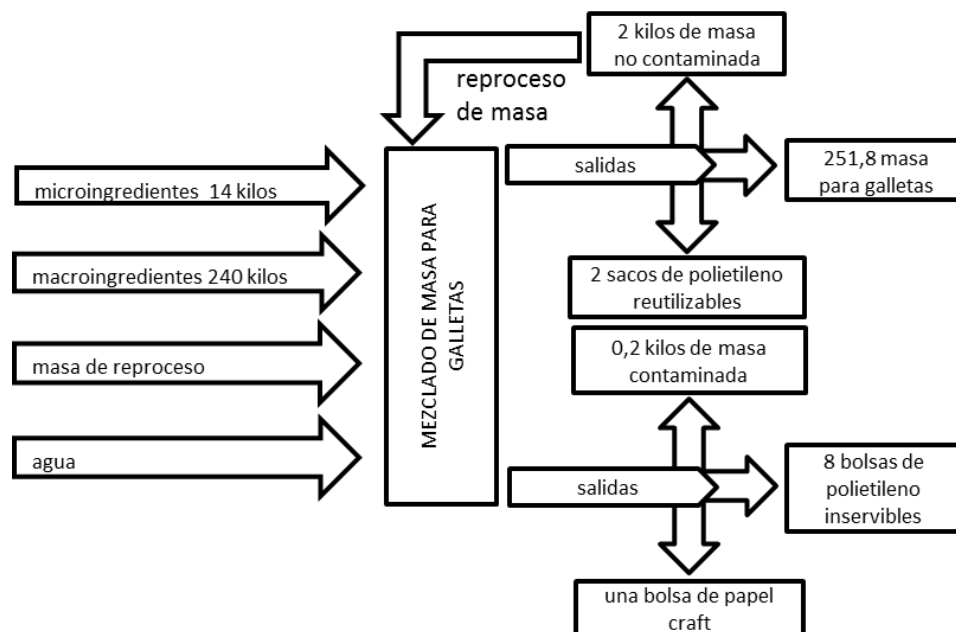 2 kilos de masa
no contaminada
reproceso
de masa
salidas
251,8 masa
para galletas
microingredientes 14 kilos
macroingredientes 240 kilos
masa de reproceso
agua
MEZCLADO DE MASA PARA
GALLETAS
2 sacos de polietileno
reutilizables
0,2 kilos de masa
contaminada
salidas
8 bolsas de
polietileno
inservibles
una bolsa de papel
craft